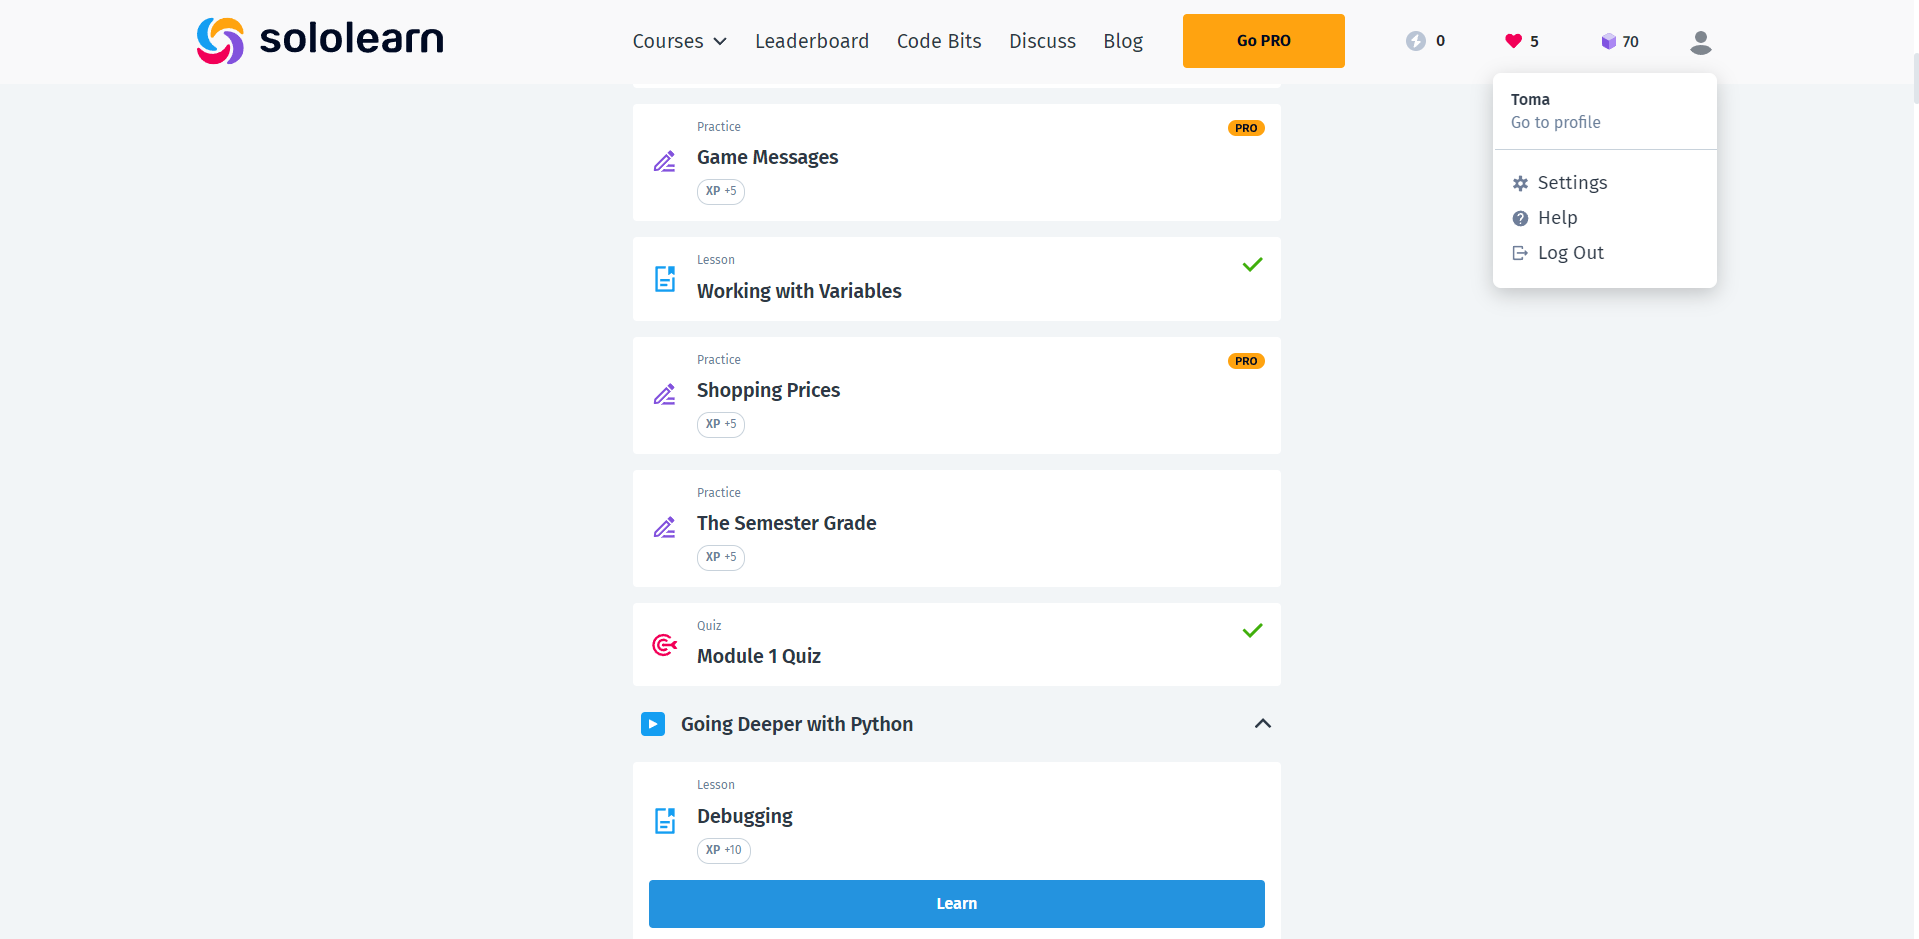 sololearn
Courses
Leaderboard
Code Bits
Discuss
Blog
Go PRO
0
5
70
Toma
Go to profile
Settings
Help
Log Out
Practice
PRO
Game Messages
XP +5
Lesson
Working with Variables
Practice
PRO
Shopping Prices
XP +5
Practice
The Semester Grade
XP +5
Quiz
Module 1 Quiz
Going Deeper with Python
Lesson
Debugging
XP +10
Learn